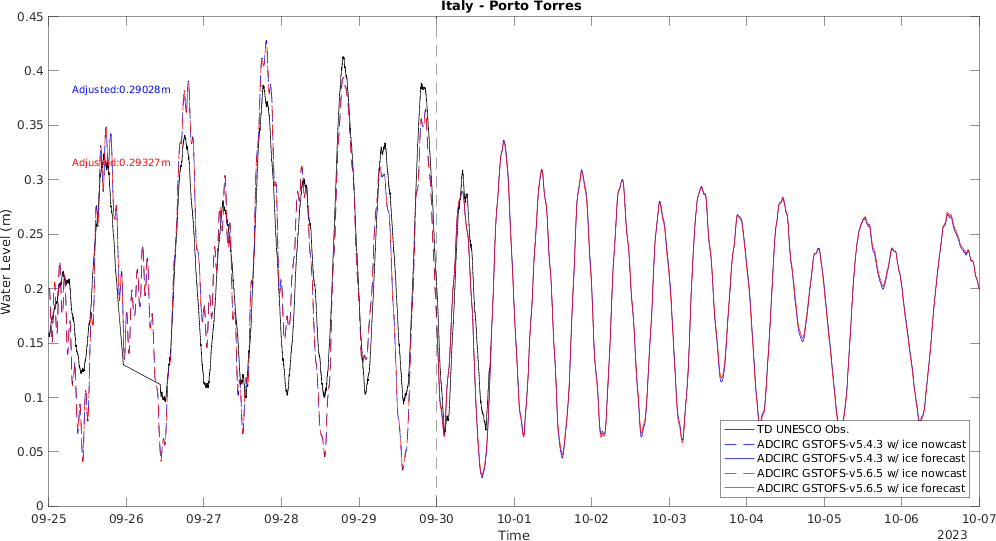 Italy - Porto Torres
Water Level (m)
0.45
0.4
0.35
0.3
0.25
0.2
0.15
0.1
0.05
0
Adjusted:0.29028m
Adjusted:0.29327m
TD UNESCO Obs.
ADCIRC GSTOFS-v5.4.3 w/ ice nowcast
ADCIRC GSTOFS-v5.4.3 w/ ice forecast
ADCIRC GSTOFS-v5.6.5 w/ ice nowcast
ADCIRC GSTOFS-v5.6.5 w/ ice forecast
09-25 09-26 09-27 09-28 09-29 09-30 10-01 10-02 10-03 10-04 10-05 10-06 10-07
Time
2023